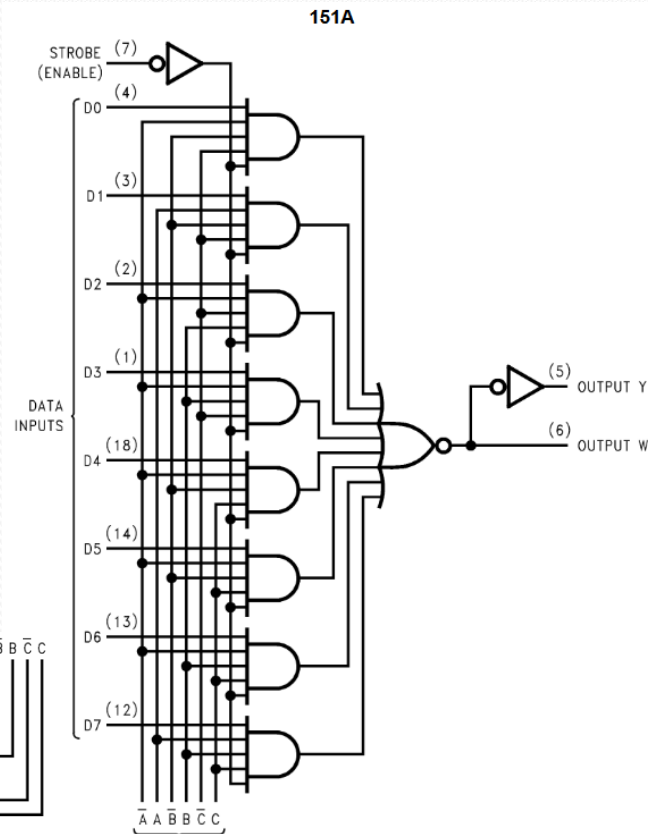 151A
STROBE (7)
(ENABLE)
D0 (4)
D1 (3)
D2 (2)
D3 (1)
D4 (18)
D5 (14)
D6 (13)
D7 (12)
DATA
INPUTS
(5)
OUTPUT Y
(6)
OUTPUT W
B̅ B C̅ C
A̅ A B̅ B C̅ C